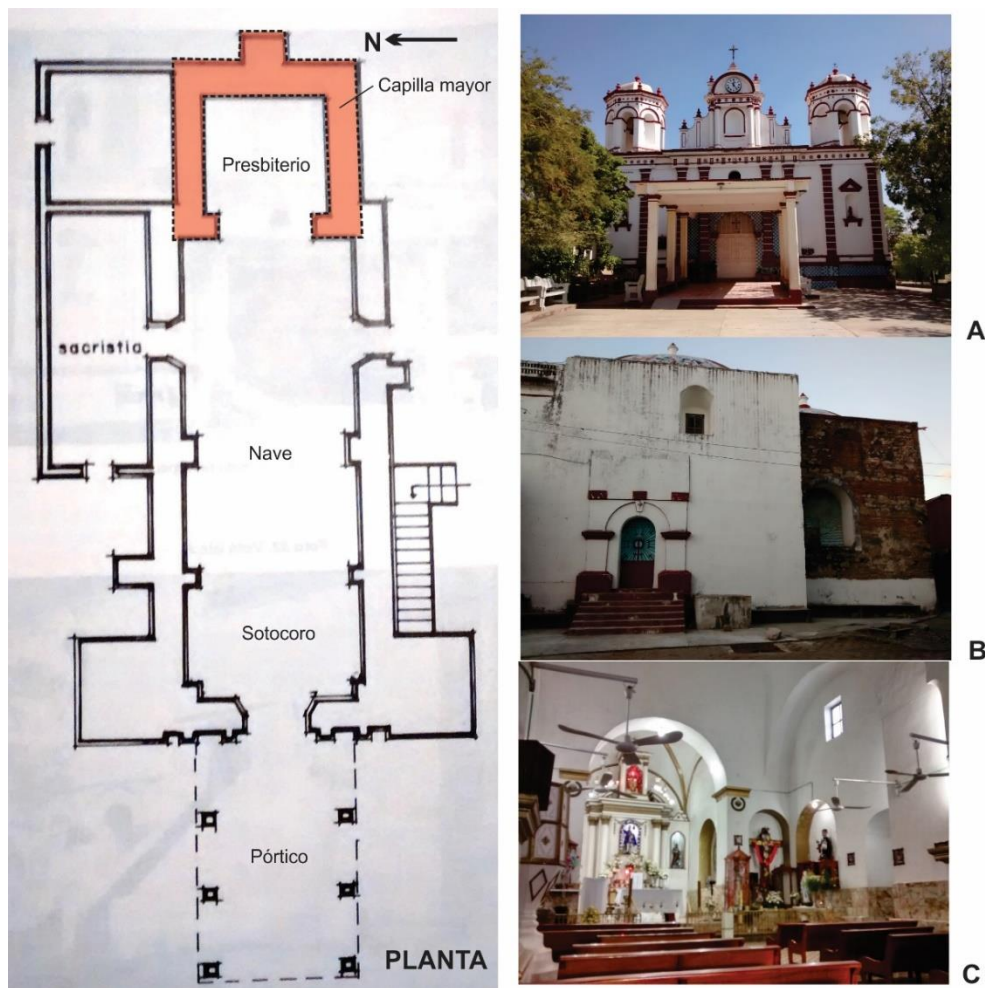 N
Capilla mayor
Presbiterio
sacristia
Nave
Sotocoro
Pórtico
PLANTA
A
B
C